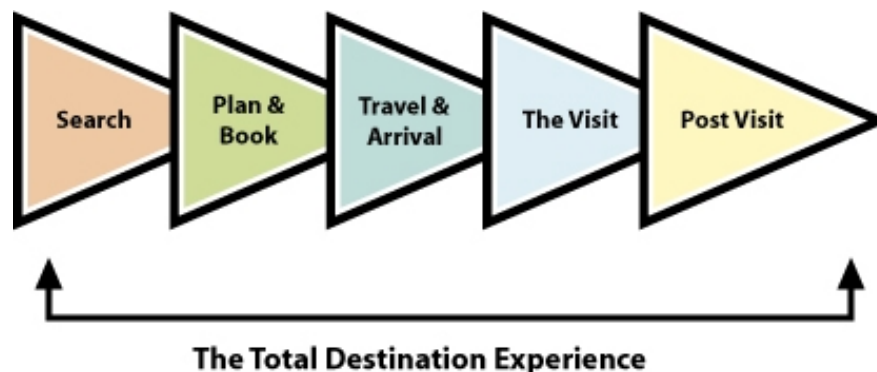 Search
Plan &
Book
Travel &
Arrival
The Visit
Post Visit
The Total Destination Experience